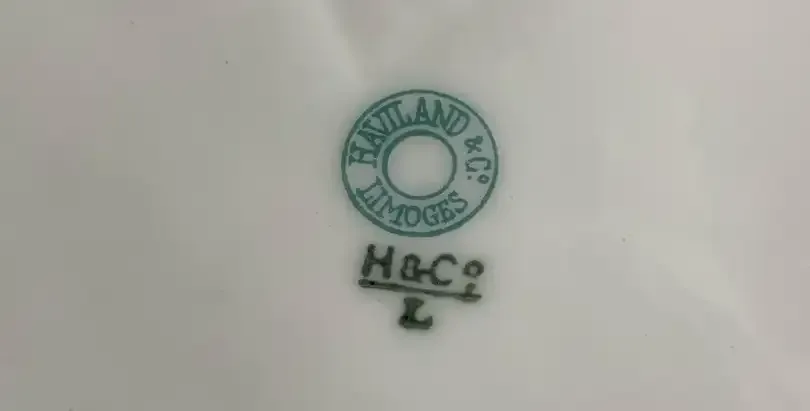 HAVILAND & Co.
LIMOGES
H & Co.
L